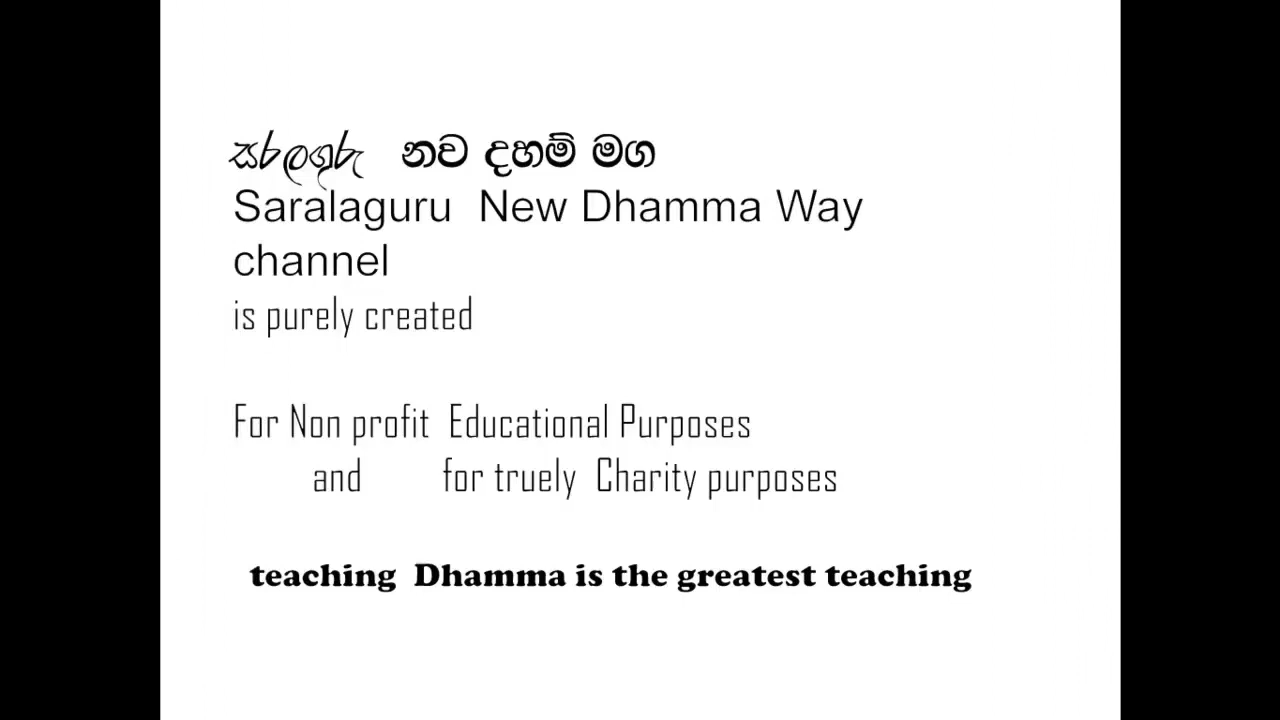 සරලගුරු නව දහම් මග
Saralaguru New Dhamma Way
channel
is purely created
For Non profit Educational Purposes
and for truely Charity purposes
teaching Dhamma is the greatest teaching